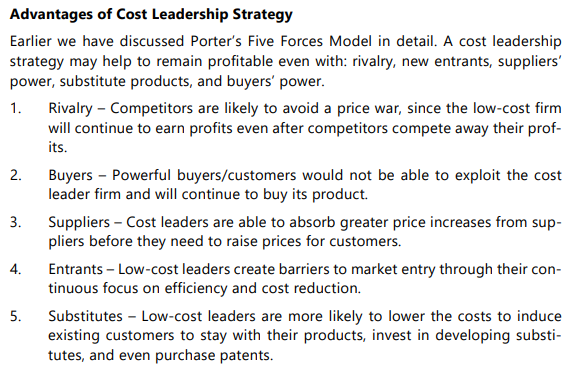 Advantages of Cost Leadership Strategy
Earlier we have discussed Porter’s Five Forces Model in detail. A cost leadership
strategy may help to remain profitable even with: rivalry, new entrants, suppliers’
power, substitute products, and buyers’ power.
1. Rivalry – Competitors are likely to avoid a price war, since the low-cost firm
will continue to earn profits even after competitors compete away their prof-
its.
2. Buyers – Powerful buyers/customers would not be able to exploit the cost
leader firm and will continue to buy its product.
3. Suppliers – Cost leaders are able to absorb greater price increases from sup-
pliers before they need to raise prices for customers.
4. Entrants – Low-cost leaders create barriers to market entry through their con-
tinuous focus on efficiency and cost reduction.
5. Substitutes – Low-cost leaders are more likely to lower the costs to induce
existing customers to stay with their products, invest in developing substi-
tutes, and even purchase patents.